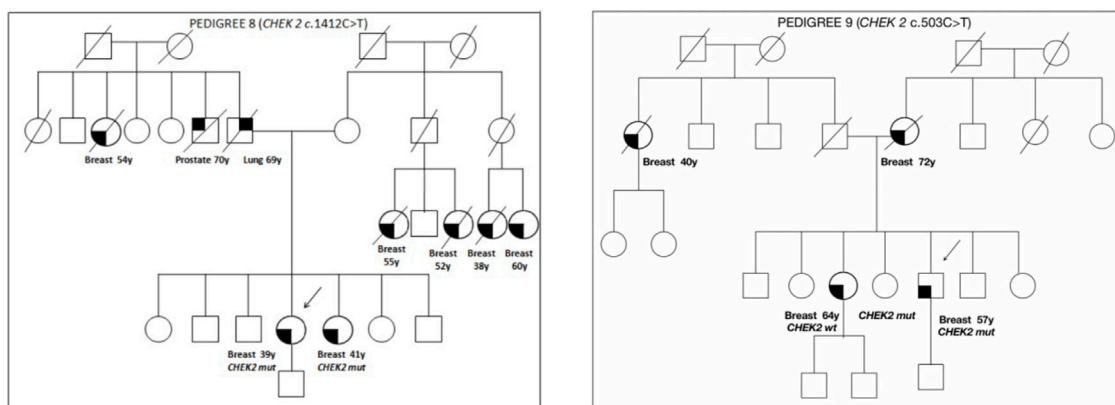 PEDIGREE 8 (CHEK 2 c.1412C>T)
Breast 54y
Prostate 70y
Lung 69y
Breast
55y
Breast
52y
Breast
38y
Breast
60y
Breast 39y
CHEK2 mut
Breast 41y
CHEK2 mut
PEDIGREE 9 (CHEK 2 c.503C>T)
Breast 40y
Breast 72y
Breast 64y
CHEK2 wt
CHEK2 mut
Breast 57y
CHEK2 mut